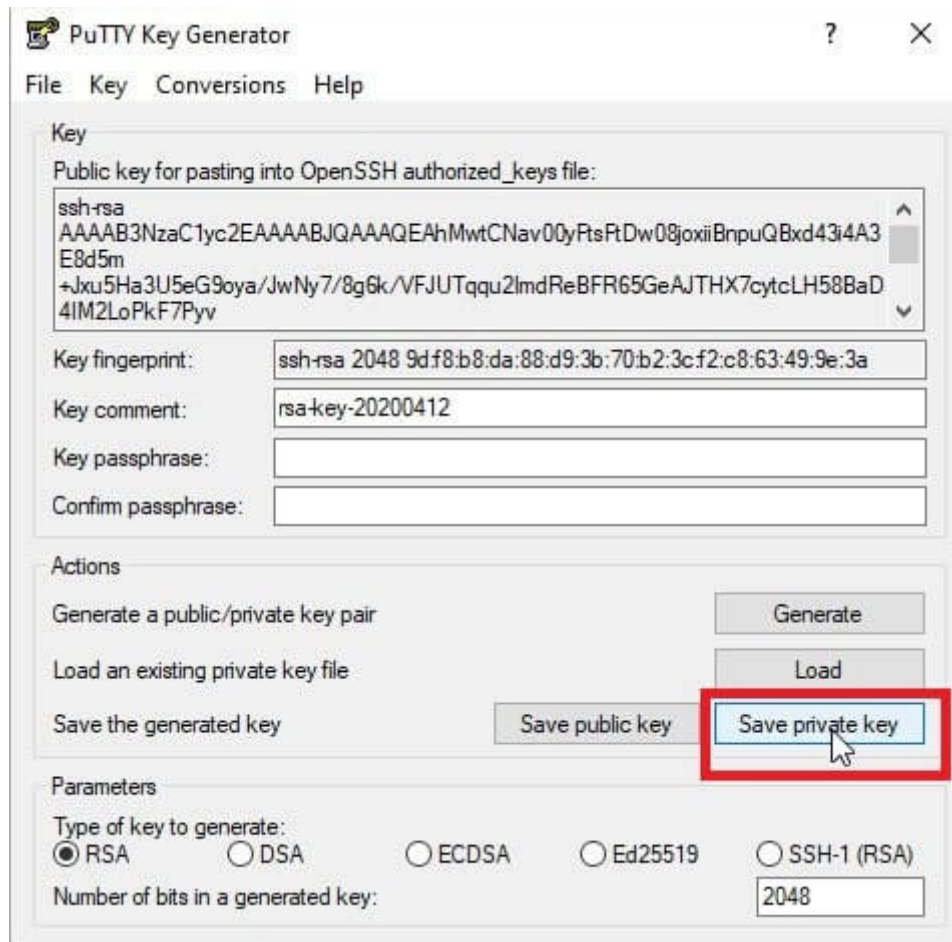 PuTTY Key Generator
? ×
File Key Conversions Help
Key
Public key for pasting into OpenSSH authorized_keys file:
ssh-rsa
AAAAB3NzaC1yc2EAAAABJQAAAQEAhMwtCNav00yFtsFtDw08joxiiBnpuQBxd43i4A3
E8d5m
+Jxu5Ha3U5eG9oya/JwNy7/8g6k/VFJUTqqu2ImdReBFR65GeAJTHX7cytcLH58BaD
4IM2LoPkF7Pyv
Key fingerprint: ssh-rsa 2048 9d:f8:b8:da:88:d9:3b:70:b2:3c:f2:c8:63:49:9e:3a
Key comment: rsa-key-20200412
Key passphrase:
Confirm passphrase:
Actions
Generate a public/private key pair Generate
Load an existing private key file Load
Save the generated key Save public key Save private key
Parameters
Type of key to generate:
RSA DSA ECDSA Ed25519 SSH-1 (RSA)
Number of bits in a generated key: 2048